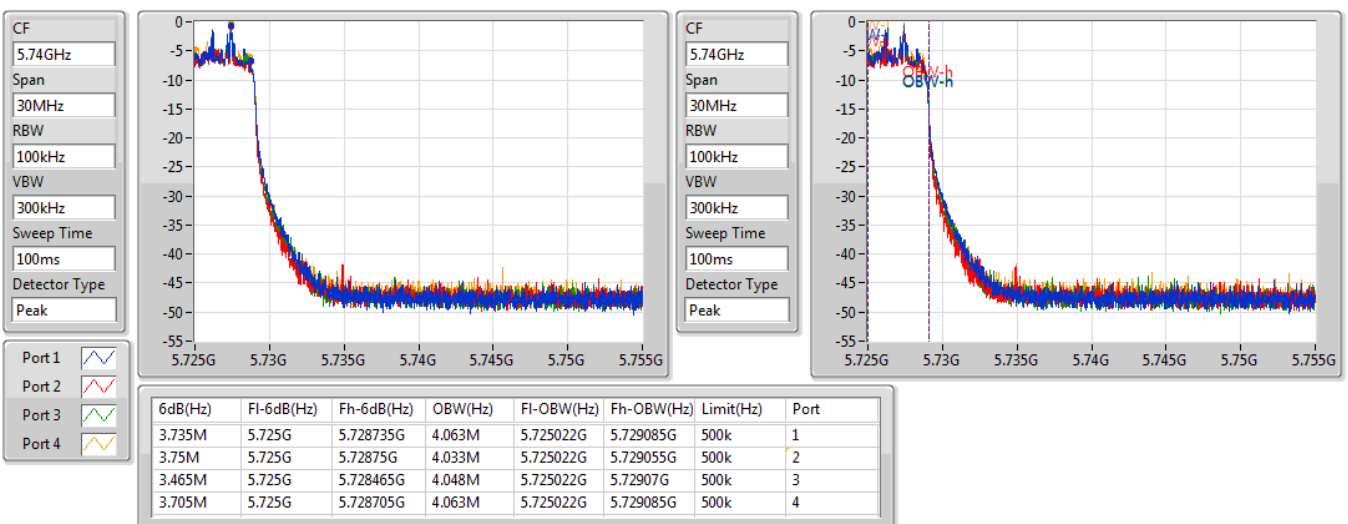 CF
5.74GHz
Span
30MHz
RBW
100kHz
VBW
300kHz
Sweep Time
100ms
Detector Type
Peak
0
-5
-10
-15
-20
-25
-30
-35
-40
-45
-50
-55
5.725G 5.73G 5.735G 5.74G 5.745G 5.75G 5.755G
CF
5.74GHz
Span
30MHz
RBW
100kHz
VBW
300kHz
Sweep Time
100ms
Detector Type
Peak
0
-5
-10
-15
-20
-25
-30
-35
-40
-45
-50
-55
OBW-h
OBW-h
5.725G 5.73G 5.735G 5.74G 5.745G 5.75G 5.755G
Port 1
Port 2
Port 3
Port 4
6dB(Hz) Fl-6dB(Hz) Fh-6dB(Hz) OBW(Hz) Fl-OBW(Hz) Fh-OBW(Hz) Limit(Hz) Port
3.735M 5.725G 5.728735G 4.063M 5.725022G 5.729085G 500k 1
3.75M 5.725G 5.72875G 4.033M 5.725022G 5.729055G 500k 2
3.465M 5.725G 5.728465G 4.048M 5.725022G 5.72907G 500k 3
3.705M 5.725G 5.728705G 4.063M 5.725022G 5.729085G 500k 4